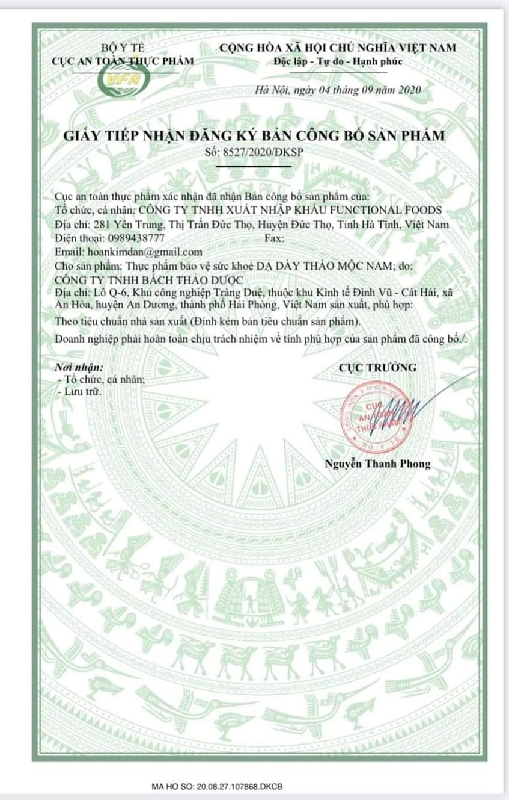 BỘ Y TẾ
CỤC AN TOÀN THỰC PHẨM
VFA
CỘNG HÒA XÃ HỘI CHỦ NGHĨA VIỆT NAM
Độc lập - Tự do - Hạnh phúc
Hà Nội, ngày 04 tháng 09 năm 2020
GIẤY TIẾP NHẬN ĐĂNG KÝ BẢN CÔNG BỐ SẢN PHẨM
Số: 8527/2020/ĐKSP
Cục an toàn thực phẩm xác nhận đã nhận Bản công bố sản phẩm của:
Tổ chức, cá nhân: CÔNG TY TNHH XUẤT NHẬP KHẨU FUNCTIONAL FOODS
Địa chỉ: 281 Yên Trung, Thị Trấn Đức Thọ, Huyện Đức Thọ, Tỉnh Hà Tĩnh, Việt Nam
Điện thoại: 0989438777 Fax:
Email: hoankimdan@gmail.com
Cho sản phẩm: Thực phẩm bảo vệ sức khoẻ DẠ DÀY THẢO MỘC NAM; do:
CÔNG TY TNHH BÁCH THẢO DƯỢC
Địa chỉ: Lô Q-6, Khu công nghiệp Tràng Duệ, thuộc khu Kinh tế Đình Vũ - Cát Hải, xã
An Hòa, huyện An Dương, thành phố Hải Phòng, Việt Nam sản xuất, phù hợp:
Theo tiêu chuẩn nhà sản xuất (Đính kèm bản tiêu chuẩn sản phẩm).
Doanh nghiệp phải hoàn toàn chịu trách nhiệm về tính phù hợp của sản phẩm đã công bố./.
Nơi nhận:
- Tổ chức, cá nhân;
- Lưu trữ.
CỤC TRƯỞNG
CỤC
AN TOÀN
THỰC PHẨM
Nguyễn Thanh Phong
MA HO SO: 20.08.27.107868.DKCB